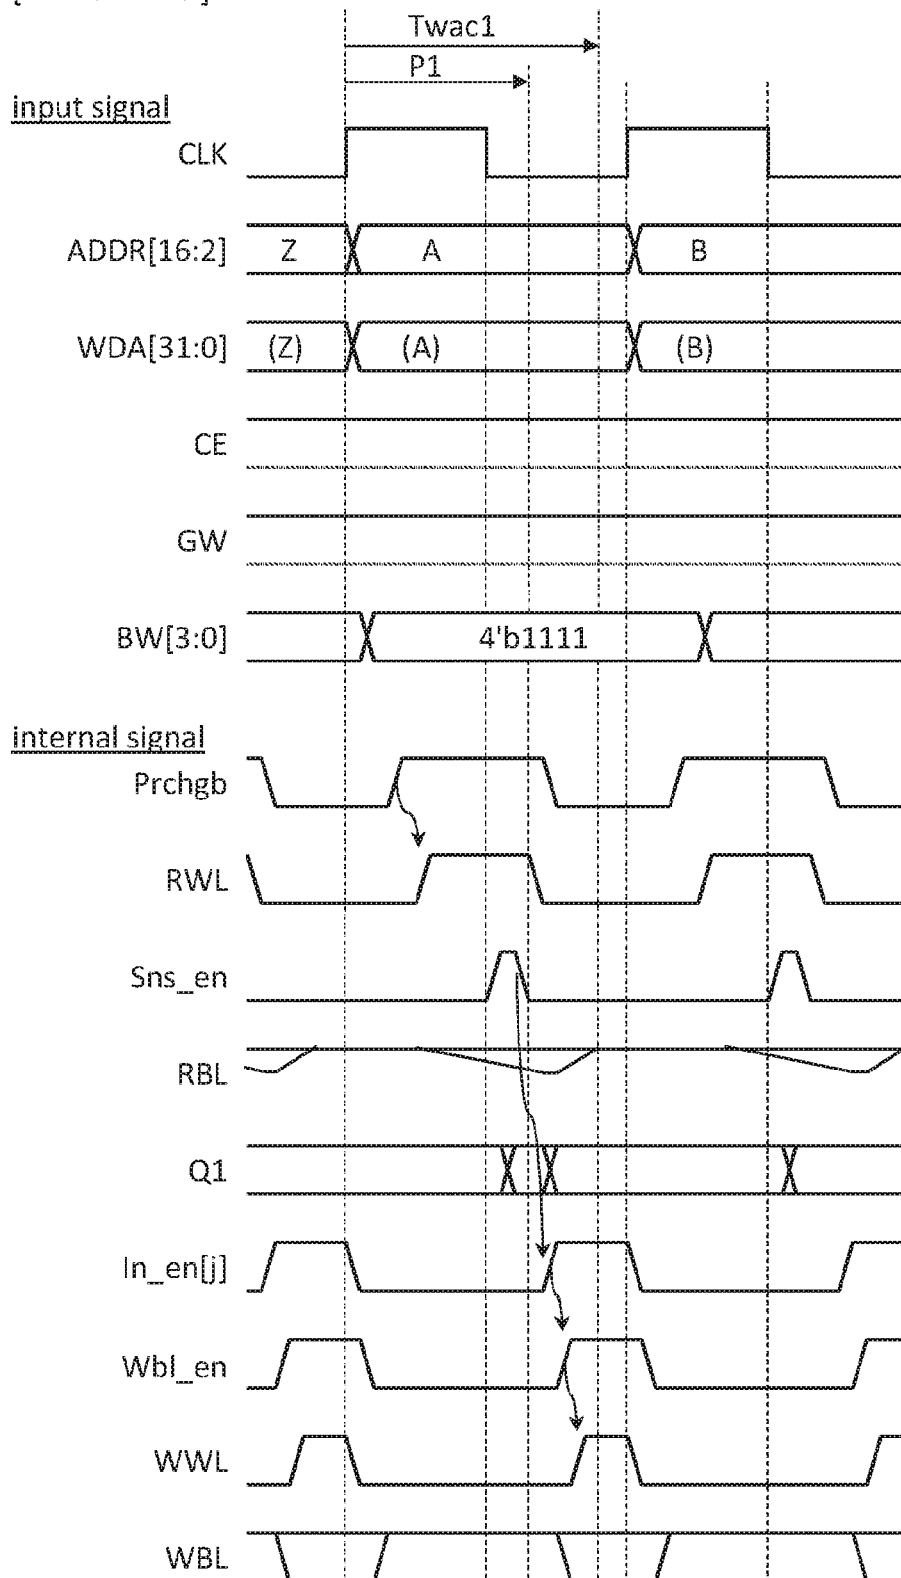 Twac1
P1
input signal
CLK
ADDR[16:2] Z A B
WDA[31:0] (Z) (A) (B)
CE
GW
BW[3:0] 4'b1111
internal signal
Prchgb
RWL
Sns_en
RBL
Q1
In_en[j]
Wbl_en
WWL
WBL